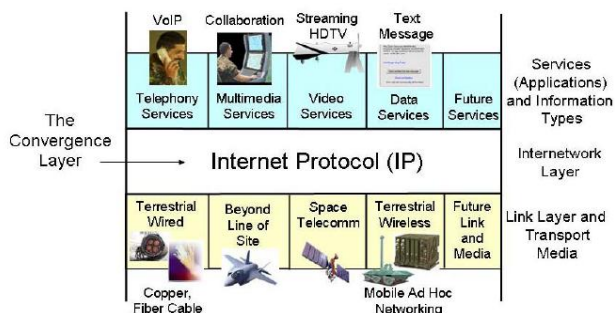 VoIP
Collaboration
Streaming
HDTV
Text
Message
Telephony
Services
Multimedia
Services
Video
Services
Data
Services
Future
Services
Services
(Applications)
and Information
Types
The
Convergence
Layer
Internet Protocol (IP)
Internetwork
Layer
Terrestrial
Wired
Beyond
Line of
Site
Space
Telecomm
Terrestrial
Wireless
Future
Link
and
Media
Link Layer and
Transport
Media
Copper,
Fiber Cable
Mobile Ad Hoc
Networking